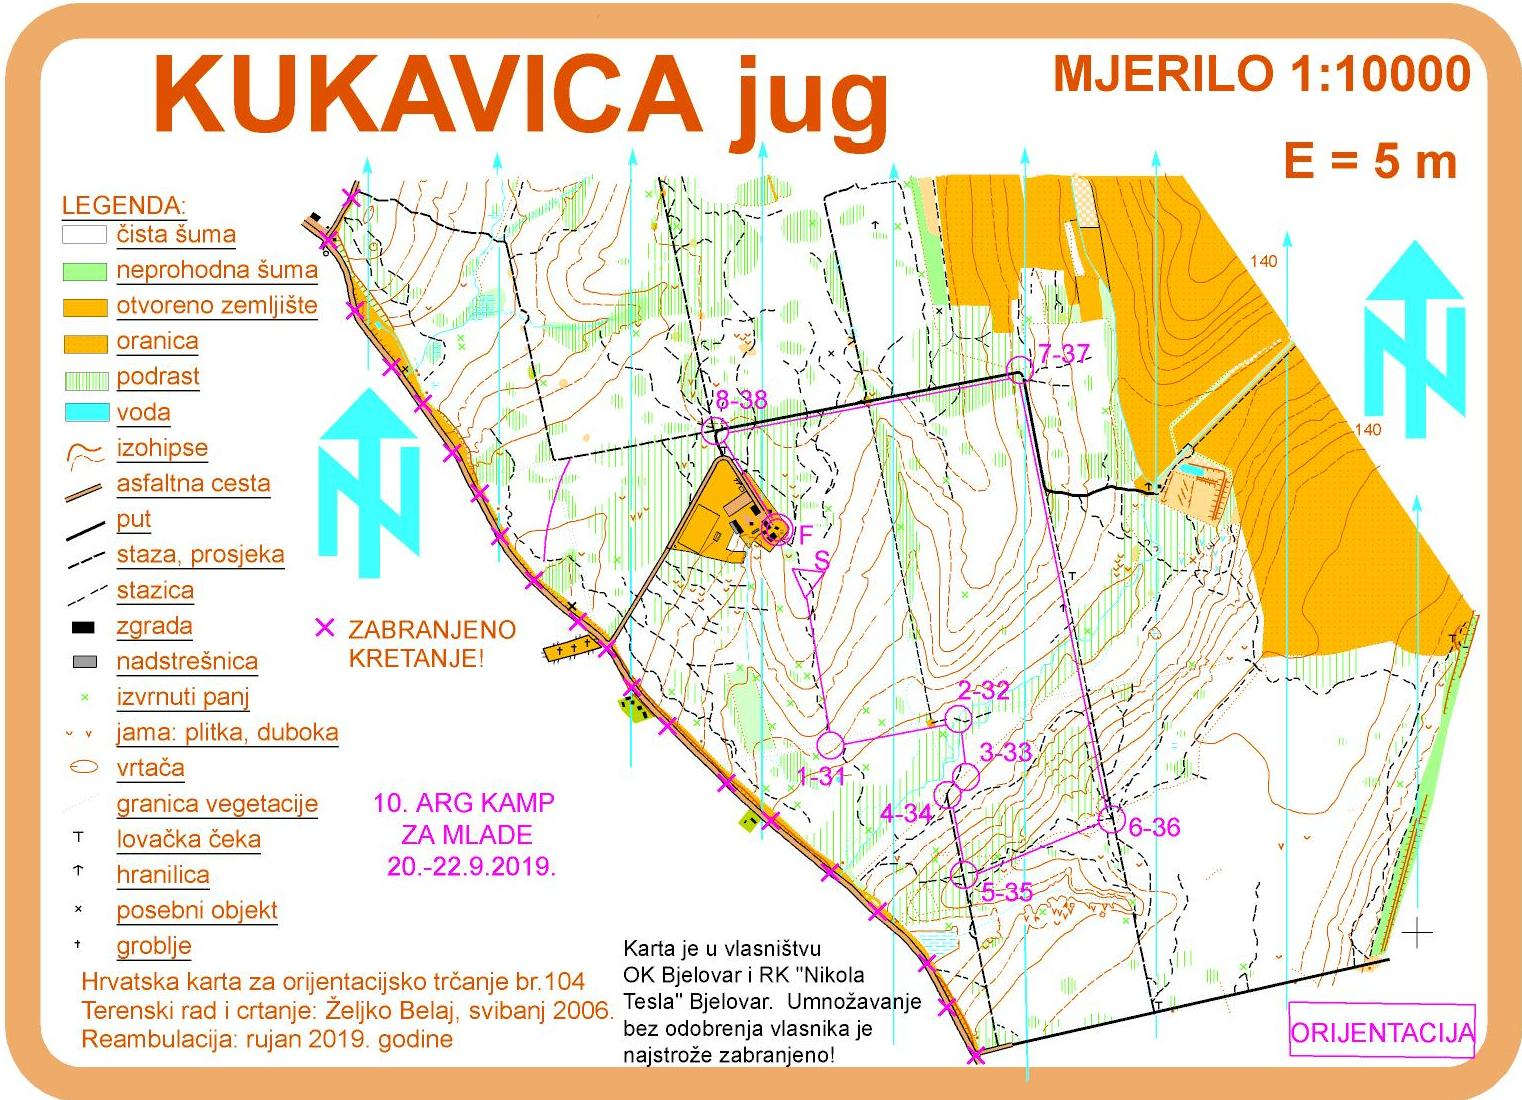 KUKAVICA jug
MJERILO 1:10000
E = 5 m
LEGENDA:
čista šuma
neprohodna šuma
otvoreno zemljište
oranica
podrast
voda
izohipse
asfaltna cesta
put
staza, prosjeka
stazica
zgrada
nadstrešnica
izvrnuti panj
jama: plitka, duboka
vrtača
granica vegetacije
lovačka čeka
hranilica
posebni objekt
groblje
ZABRANJENO
KRETANJE!
10. ARG KAMP
ZA MLADE
20.-22.9.2019.
Hrvatska karta za orijentacijsko trčanje br.104
Terenski rad i crtanje: Željko Belaj, svibanj 2006.
Reambulacija: rujan 2019. godine
Karta je u vlasništvu
OK Bjelovar i RK "Nikola
Tesla" Bjelovar. Umnožavanje
bez odobrenja vlasnika je
najstrože zabranjeno!
140
140
7-37
8-38
F
S
2-32
1-31
3-33
4-34
6-36
5-35
N
N
ORIJENTACIJA